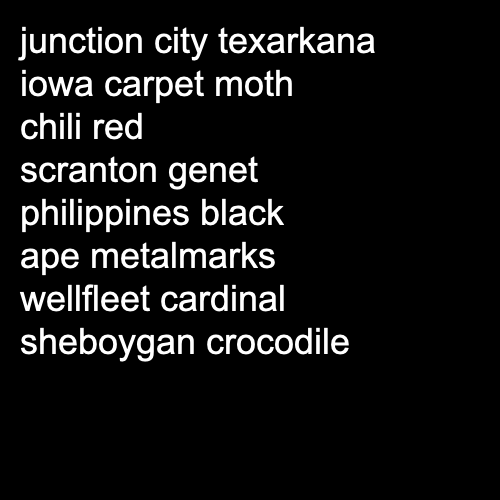 junction city texarkana
iowa carpet moth
chili red
scranton genet
philippines black
ape metalmarks
wellfleet cardinal
sheboygan crocodile